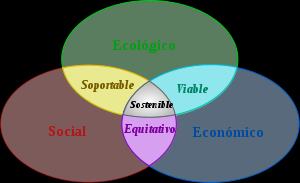 Ecológico
Soportable
Viable
Sostenible
Social
Equitativo
Económico